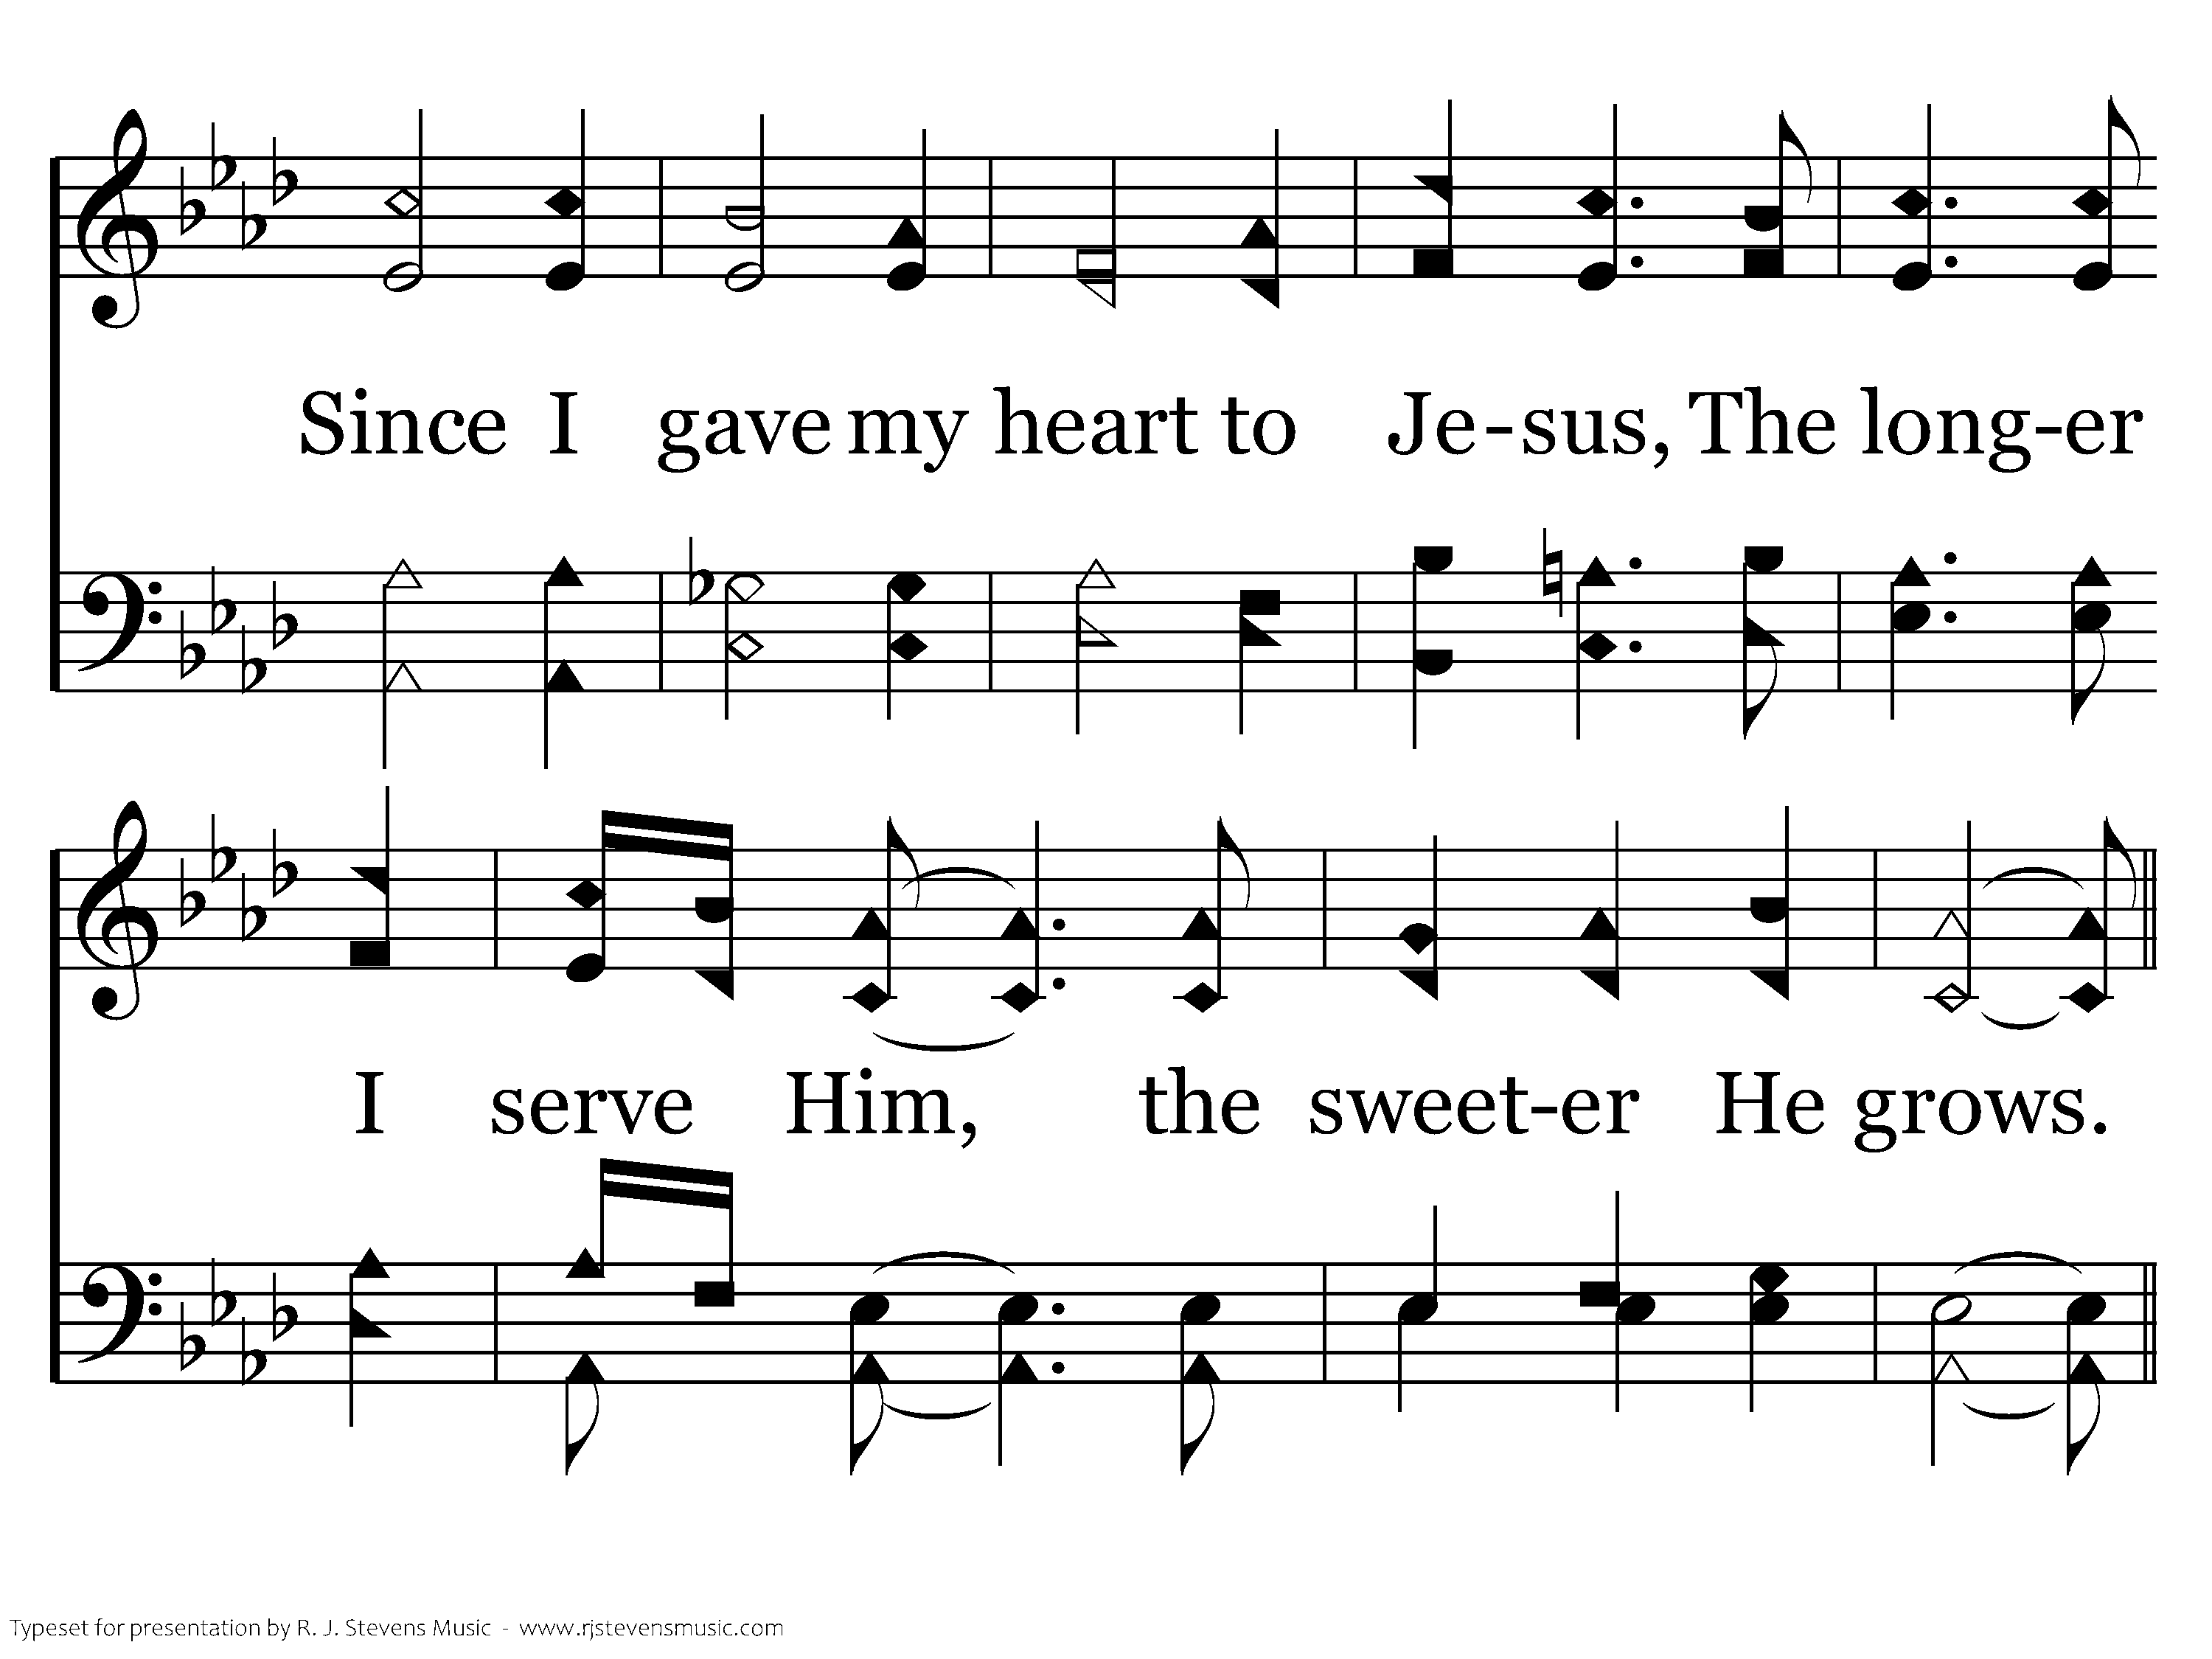 Since I gave my heart to Je-sus, The long-er
I serve Him, the sweet-er He grows.
Typeset for presentation by R. J. Stevens Music - www.rjstevensmusic.com